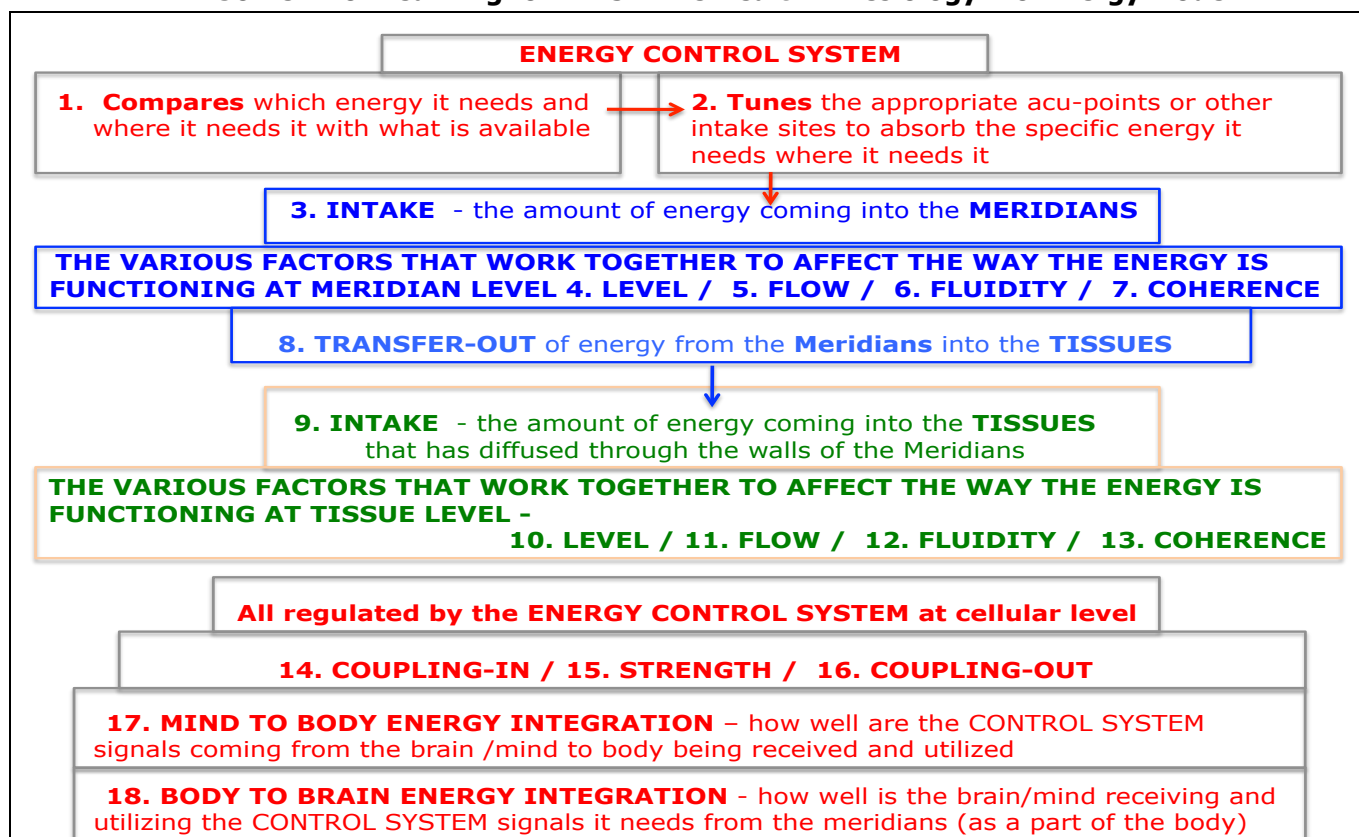 ENERGY CONTROL SYSTEM
1. Compares which energy it needs and
where it needs it with what is available
2. Tunes the appropriate acu-points or other
intake sites to absorb the specific energy it
needs where it needs it
3. INTAKE - the amount of energy coming into the MERIDIANS
THE VARIOUS FACTORS THAT WORK TOGETHER TO AFFECT THE WAY THE ENERGY IS
FUNCTIONING AT MERIDIAN LEVEL 4. LEVEL / 5. FLOW / 6. FLUIDITY / 7. COHERENCE
8. TRANSFER-OUT of energy from the Meridians into the TISSUES
9. INTAKE - the amount of energy coming into the TISSUES
that has diffused through the walls of the Meridians
THE VARIOUS FACTORS THAT WORK TOGETHER TO AFFECT THE WAY THE ENERGY IS
FUNCTIONING AT TISSUE LEVEL -
10. LEVEL / 11. FLOW / 12. FLUIDITY / 13. COHERENCE
All regulated by the ENERGY CONTROL SYSTEM at cellular level
14. COUPLING-IN / 15. STRENGTH / 16. COUPLING-OUT
17. MIND TO BODY ENERGY INTEGRATION – how well are the CONTROL SYSTEM
signals coming from the brain /mind to body being received and utilized
18. BODY TO BRAIN ENERGY INTEGRATION - how well is the brain/mind receiving and
utilizing the CONTROL SYSTEM signals it needs from the meridians (as a part of the body)